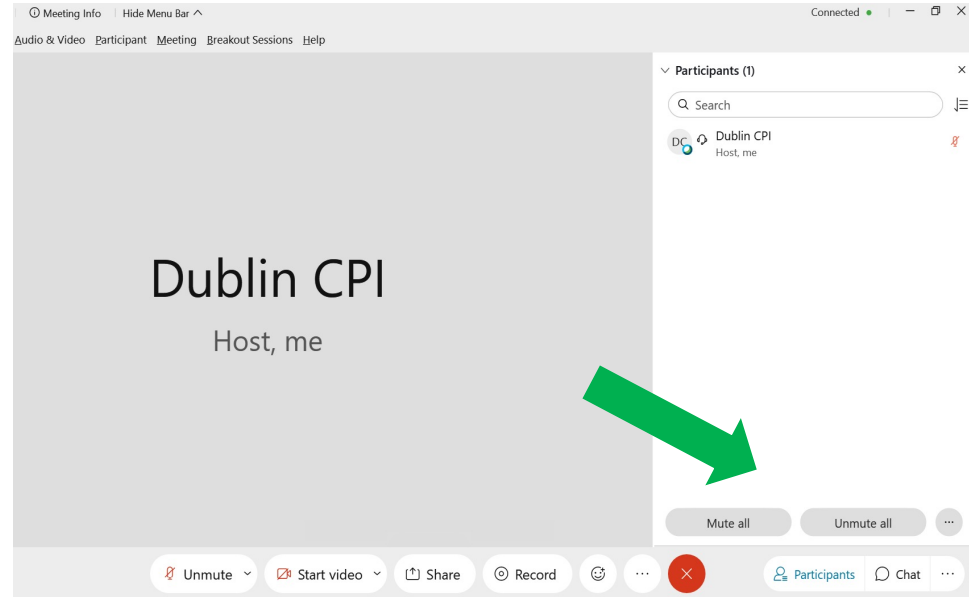 Meeting Info Hide Menu Bar Connected
Audio & Video Participant Meeting Breakout Sessions Help
Participants (1)
Search
DC Dublin CPI
Host, me
Dublin CPI
Host, me
Mute all Unmute all
Unmute Start video Share Record Participants Chat